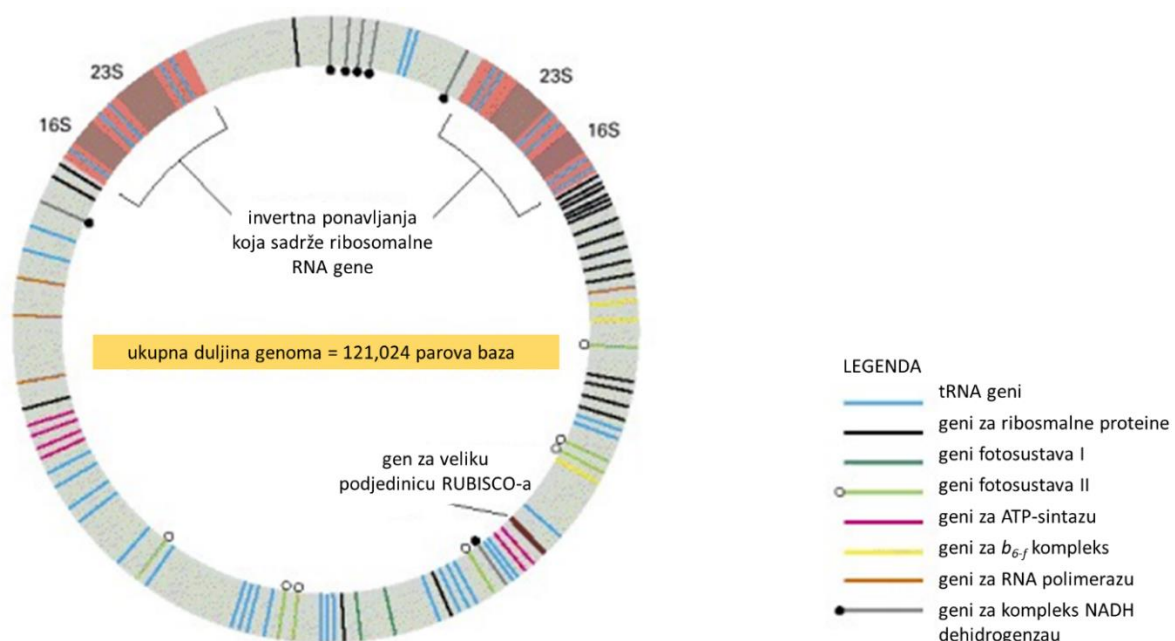 23S
16S
23S
16S
invertna ponavljanja
koja sadrže ribosomalne
RNA gene
ukupna duljina genoma = 121,024 parova baza
gen za veliku
podjedinicu RUBISCO-a
LEGENDA
tRNA geni
geni za ribosmalne proteine
geni fotosustava I
geni fotosustava II
geni za ATP-sintazu
geni za b6-f kompleks
geni za RNA polimerazu
geni za kompleks NADH
dehidrogenzau